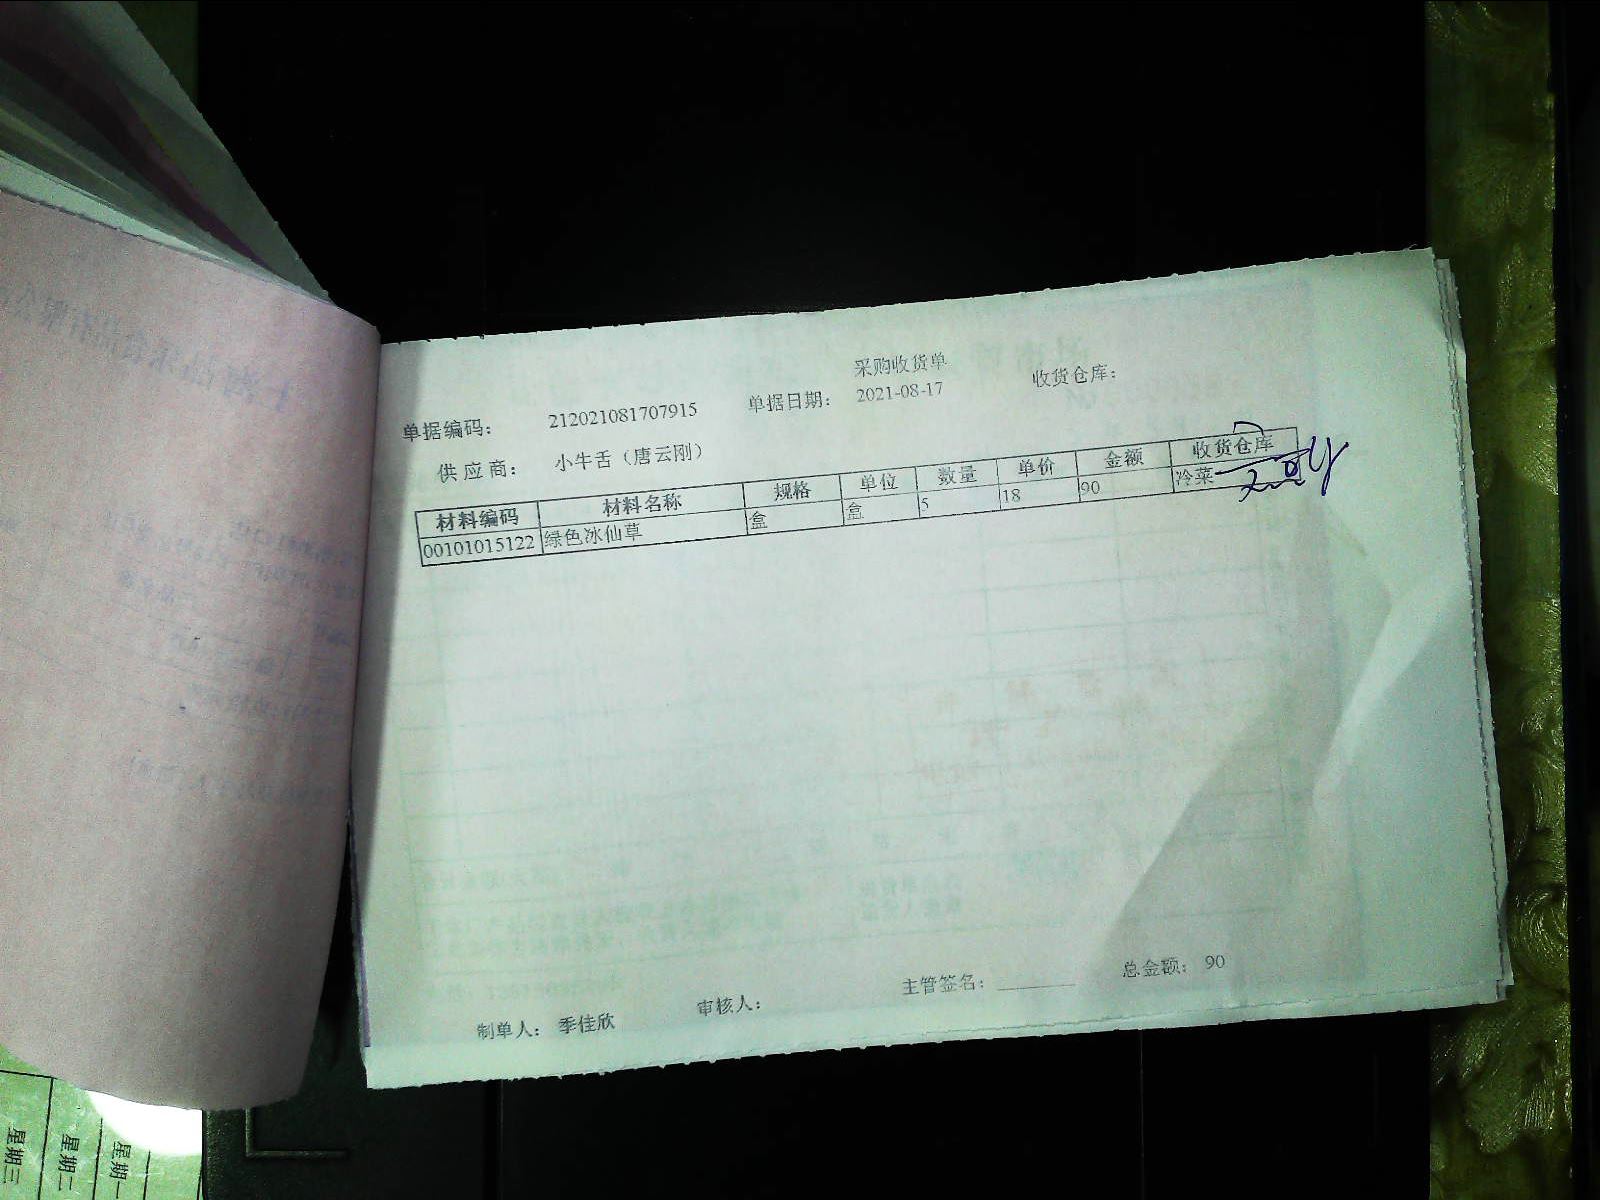 采购收货单
单据编码： 212021081707915 单据日期： 2021-08-17 收货仓库：
供应商： 小牛舌（唐云刚）
材料编码 材料名称 规格 单位 数量 单价 金额 收货仓库
00101015122 绿色冰仙草 盒 盒 5 18 90 冷菜
制单人： 季佳欣 审核人： 主管签名： 总金额： 90
星期一
星期二
星期三